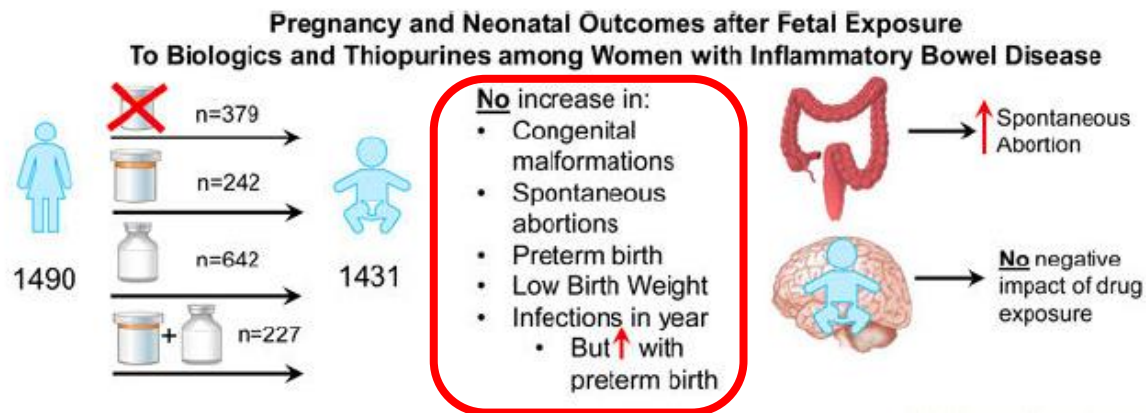 Pregnancy and Neonatal Outcomes after Fetal Exposure
To Biologics and Thiopurines among Women with Inflammatory Bowel Disease
n=379
n=242
n=642
+
n=227
1490
1431
No increase in:
• Congenital
malformations
• Spontaneous
abortions
• Preterm birth
• Low Birth Weight
• Infections in year
• But ↑ with
preterm birth
Spontaneous
Abortion
No negative
impact of drug
exposure